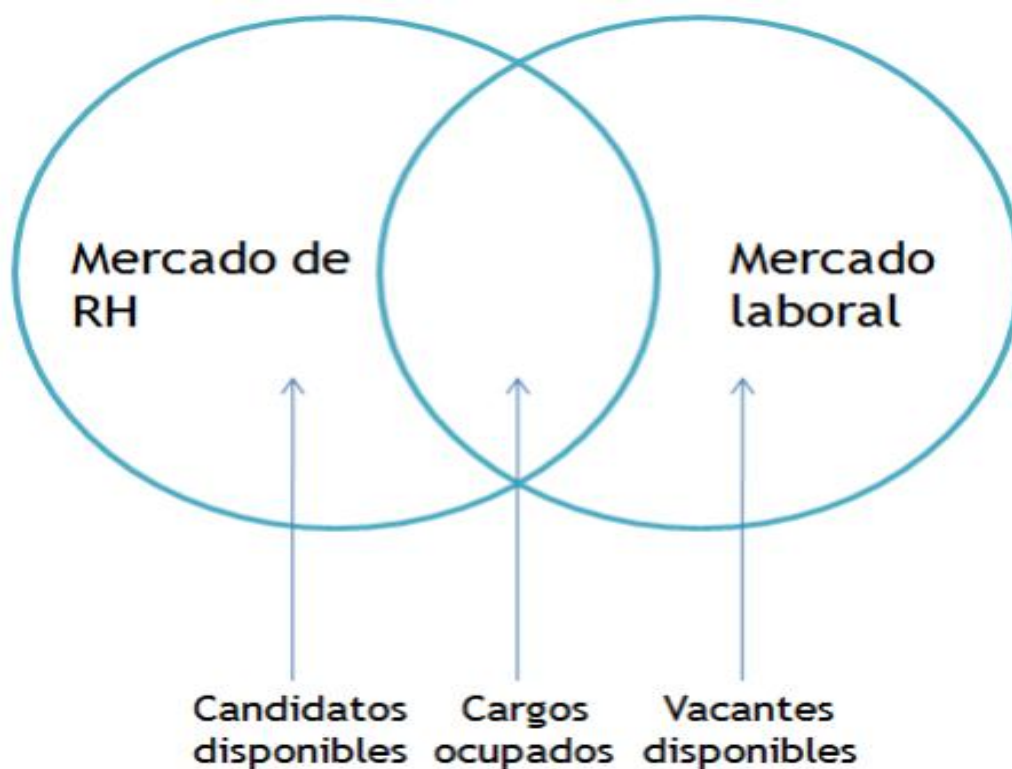 Mercado de
RH
Mercado
laboral
Candidatos
disponibles
Cargos
ocupados
Vacantes
disponibles